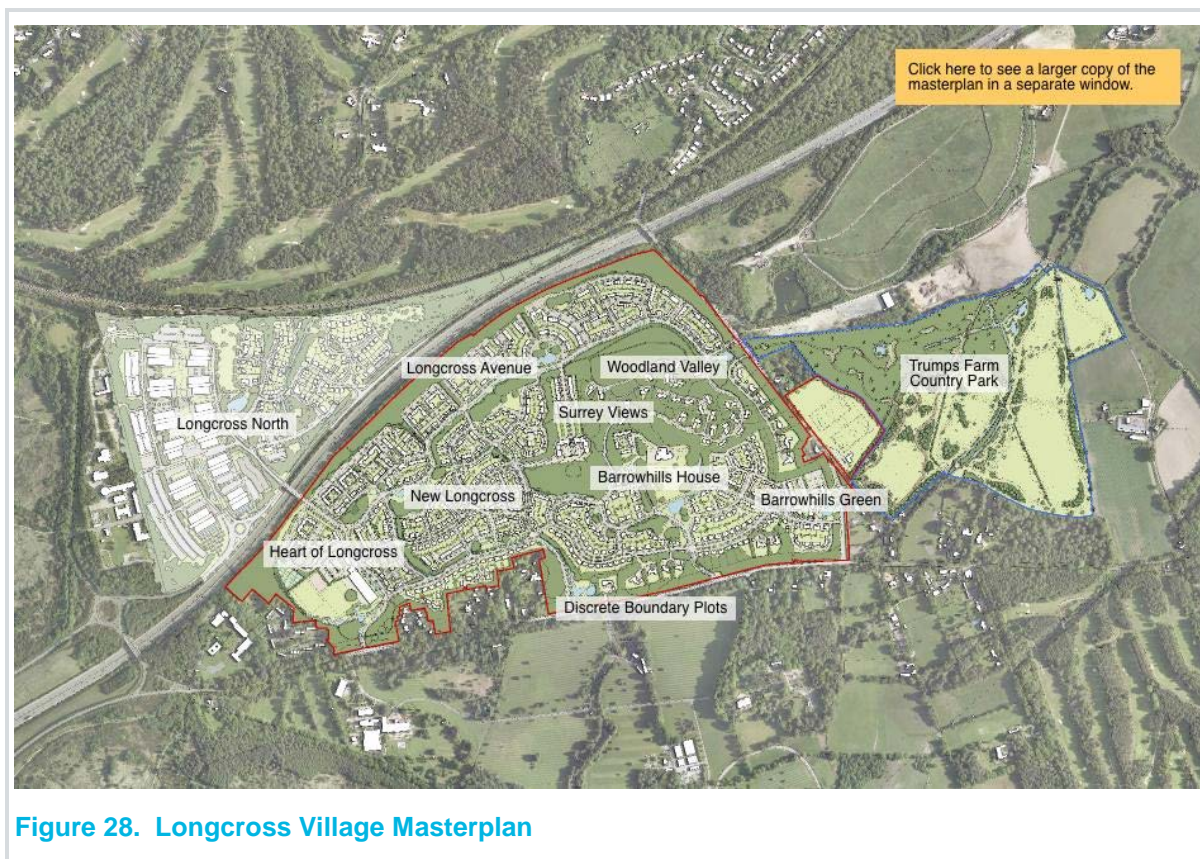 Click here to see a larger copy of the
masterplan in a separate window.
Longcross Avenue
Woodland Valley
Trumps Farm
Country Park
Surrey Views
Longcross North
Barrowhills House
New Longcross
Barrowhills Green
Heart of Longcross
Discrete Boundary Plots
Figure 28. Longcross Village Masterplan